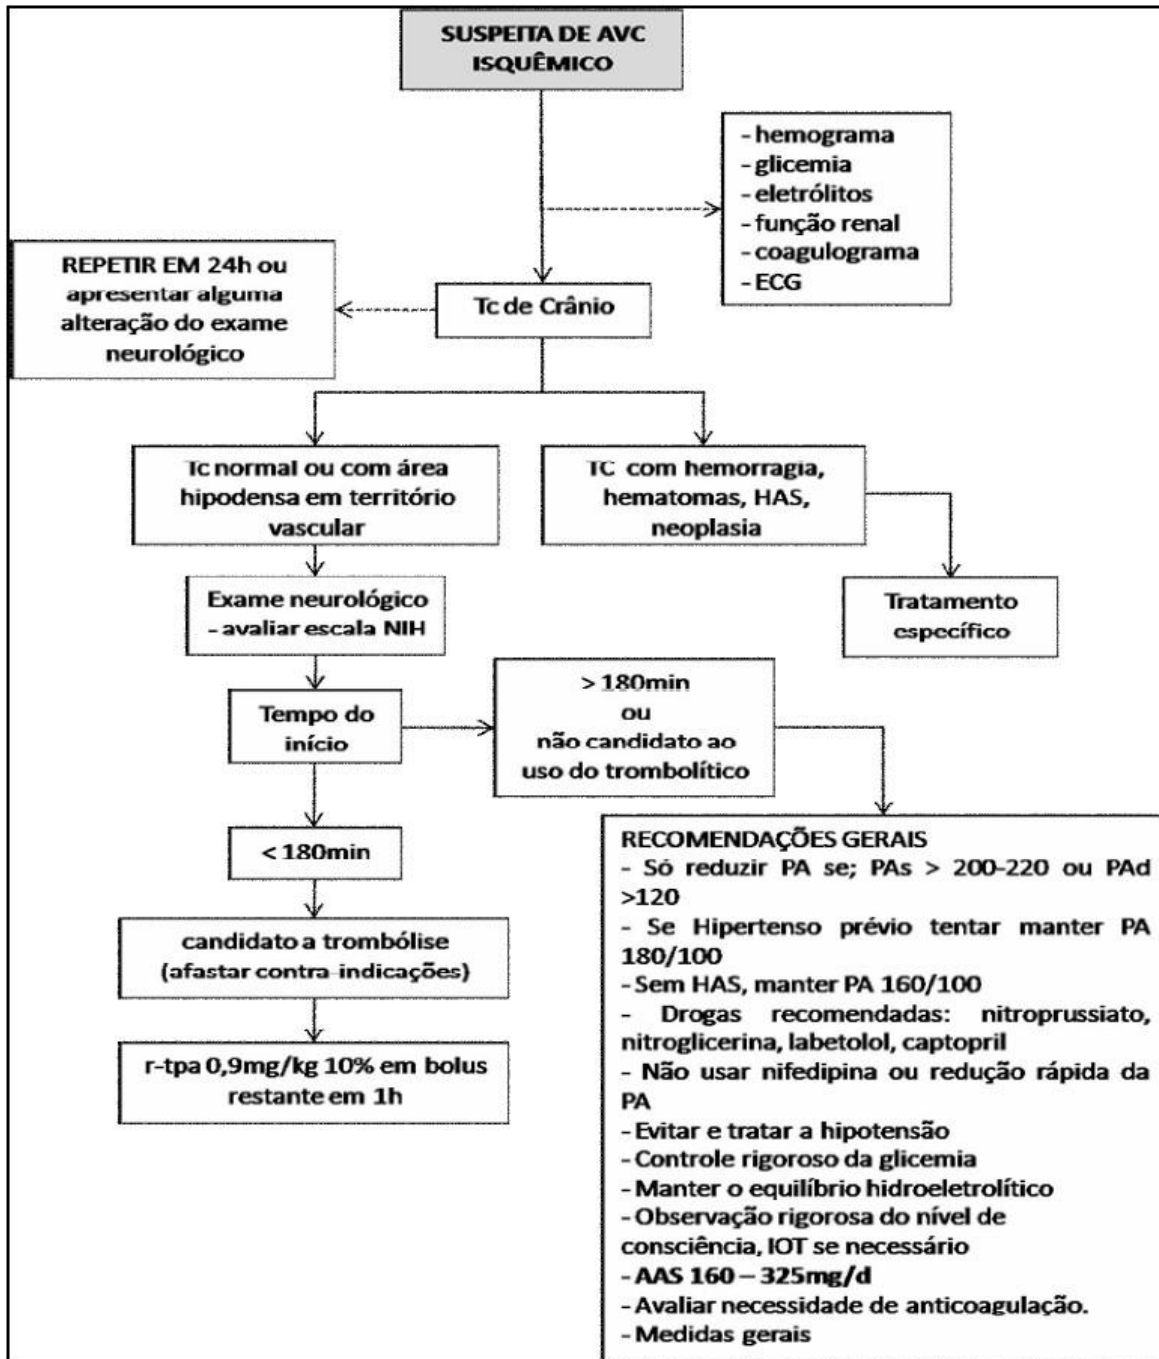 SUSPEITA DE AVC
ISQUÊMICO
- hemograma
- glicemia
- eletrólitos
- função renal
- coagulograma
- ECG
REPETIR EM 24h ou
apresentar alguma
alteração do exame
neurológico
Tc de Crânio
Tc normal ou com área
hipodensa em território
vascular
TC com hemorragia,
hematomas, HAS,
neoplasia
Exame neurológico
- avaliar escala NIH
Tratamento
específico
Tempo do
início
> 180min
ou
não candidato ao
uso do trombolítico
< 180min
candidato a trombólise
(afastar contra-indicações)
r-tpa 0,9mg/kg 10% em bolus
restante em 1h
RECOMENDAÇÕES GERAIS
- Só reduzir PA se; PAs > 200-220 ou PAd
>120
- Se Hipertenso prévio tentar manter PA
180/100
- Sem HAS, manter PA 160/100
- Drogas recomendadas: nitroprussiato,
nitroglicerina, labetolol, captopril
- Não usar nifedipina ou redução rápida da
PA
- Evitar e tratar a hipotensão
- Controle rigoroso da glicemia
- Manter o equilíbrio hidroeletrolítico
- Observação rigorosa do nível de
consciência, IOT se necessário
- AAS 160 – 325mg/d
- Avaliar necessidade de anticoagulação.
- Medidas gerais